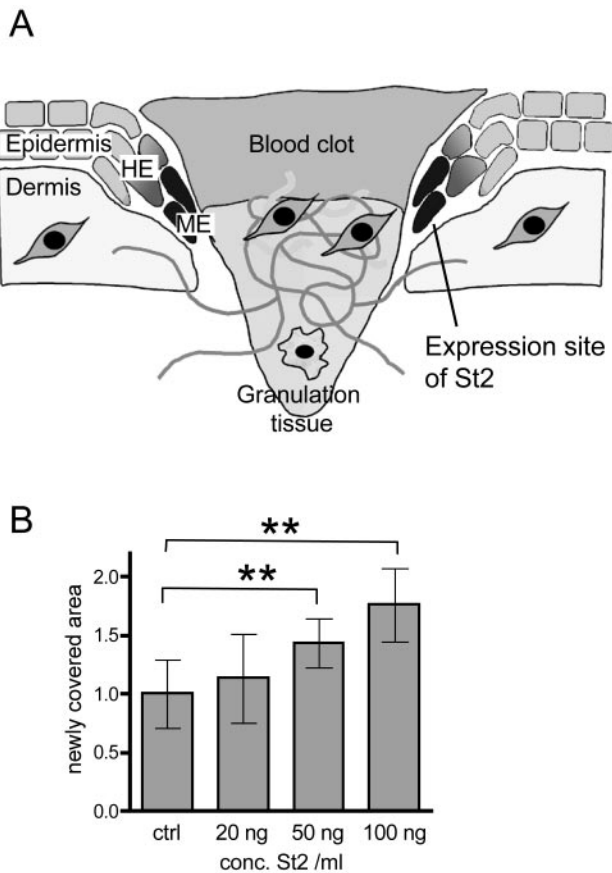 A
Epidermis
Blood clot
HE
Dermis
ME
Expression site
of St2
Granulation
tissue
B
**
**
newly covered area
2.0
1.5
1.0
0.5
0.0
ctrl 20 ng 50 ng 100 ng
conc. St2 /ml